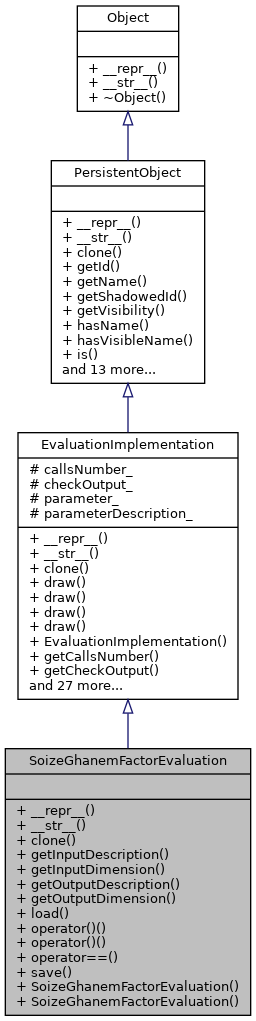 Object
+ __repr__()
+ __str__()
+ ~Object()
PersistentObject
+ __repr__()
+ __str__()
+ clone()
+ getId()
+ getName()
+ getShadowedId()
+ getVisibility()
+ hasName()
+ hasVisibleName()
+ is()
and 13 more...
EvaluationImplementation
# callsNumber_
# checkOutput_
# parameter_
# parameterDescription_
+ __repr__()
+ __str__()
+ clone()
+ draw()
+ draw()
+ draw()
+ draw()
+ EvaluationImplementation()
+ getCallsNumber()
+ getCheckOutput()
and 27 more...
SoizeGhanemFactorEvaluation
+ __repr__()
+ __str__()
+ clone()
+ getInputDescription()
+ getInputDimension()
+ getOutputDescription()
+ getOutputDimension()
+ load()
+ operator()()
+ operator()()
+ operator==()
+ save()
+ SoizeGhanemFactorEvaluation()
+ SoizeGhanemFactorEvaluation()